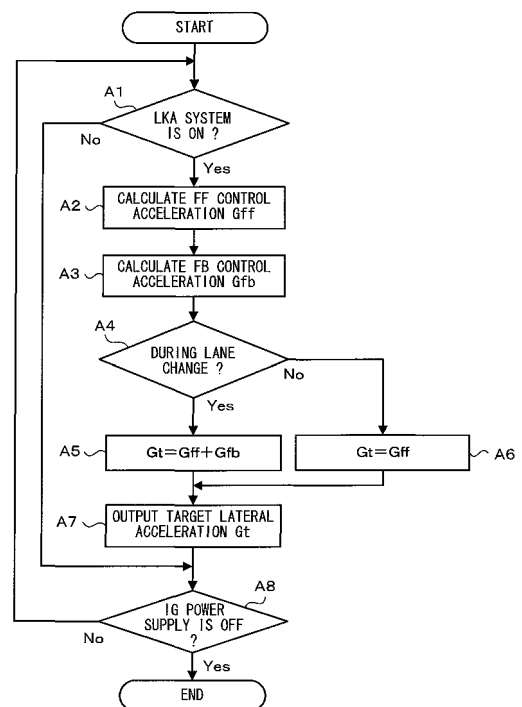 START
A1
LKA SYSTEM
IS ON ?
No
Yes
A2
CALCULATE FF CONTROL
ACCELERATION Gff
A3
CALCULATE FB CONTROL
ACCELERATION Gfb
A4
DURING LANE
CHANGE ?
No
Yes
A5
Gt=Gff+Gfb
Gt=Gff
A6
A7
OUTPUT TARGET LATERAL
ACCELERATION Gt
A8
IG POWER
SUPPLY IS OFF
?
No
Yes
END